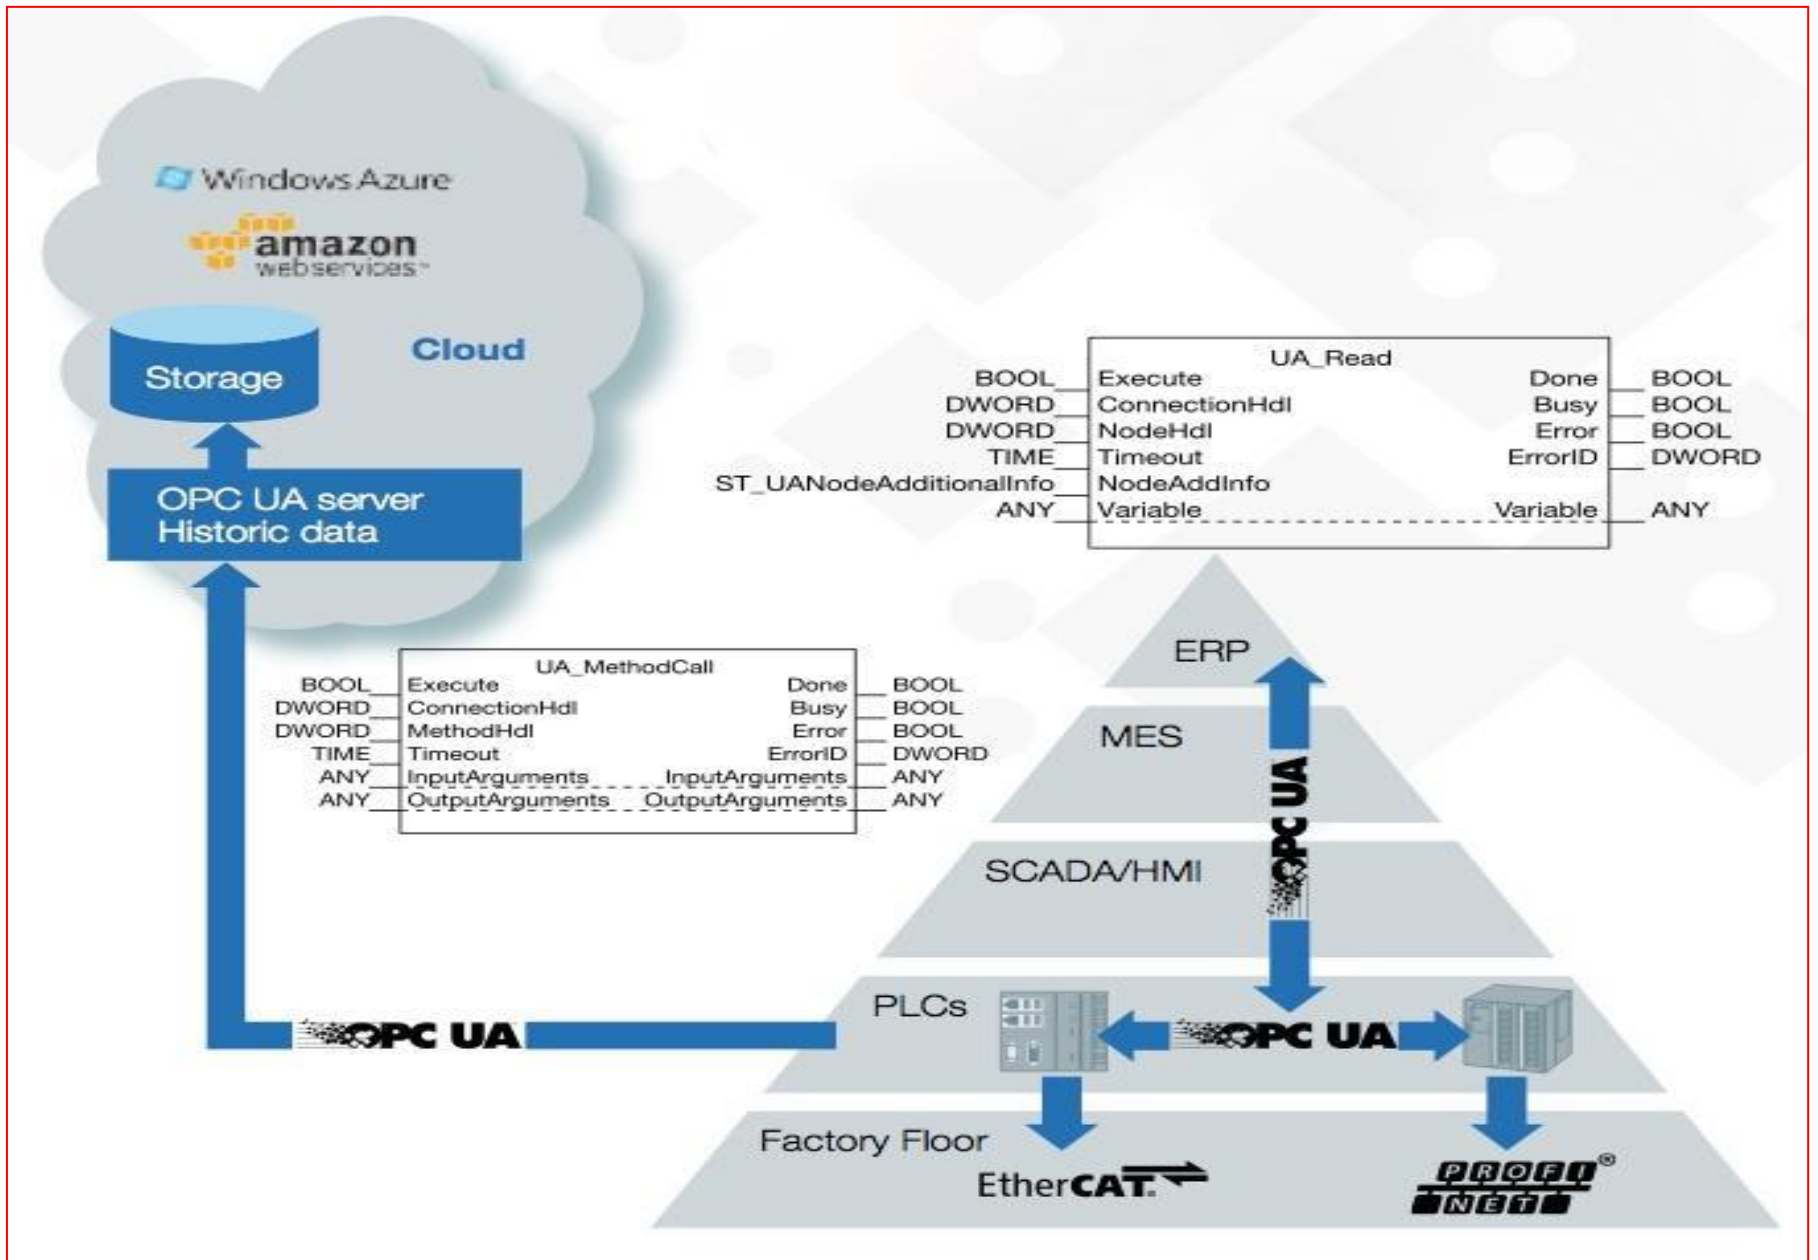 Windows Azure
amazon
webservices™
Cloud
Storage
OPC UA server
Historic data
UA_Read
BOOL Execute Done BOOL
DWORD ConnectionHdl Busy BOOL
DWORD NodeHdl Error BOOL
TIME Timeout ErrorID DWORD
ST_UANodeAdditionalInfo NodeAddInfo
ANY Variable Variable ANY
UA_MethodCall
BOOL Execute Done BOOL
DWORD ConnectionHdl Busy BOOL
DWORD MethodHdl Error BOOL
TIME Timeout ErrorID DWORD
ANY InputArguments InputArguments ANY
ANY OutputArguments OutputArguments ANY
ERP
MES
OPC UA
SCADA/HMI
PLCs
OPC UA
OPC UA
Factory Floor
EtherCAT.
PROFI®
NET